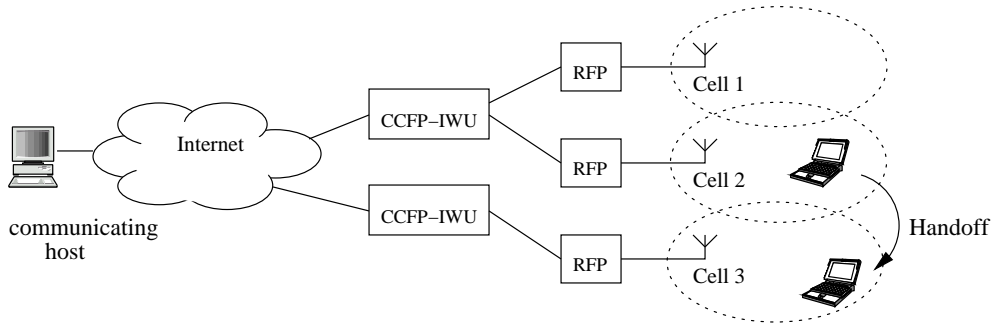 communicating
host
Internet
CCFP-IWU
CCFP-IWU
RFP
RFP
RFP
Cell 1
Cell 2
Cell 3
Handoff